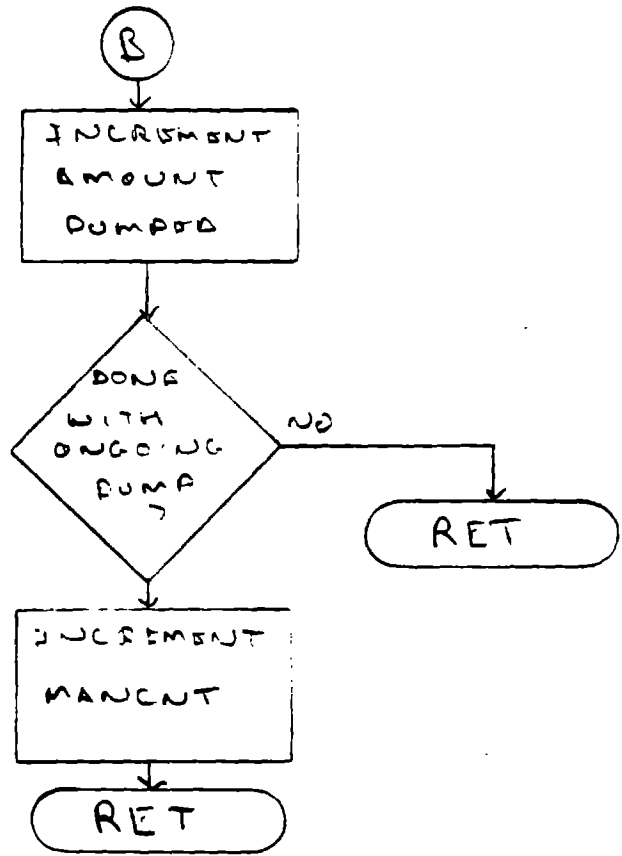 B
INCREMENT
AMOUNT
DUMPED
DONE
WITH
ONGOING
DUMP
?
NO
RET
INCREMENT
MANCNT
RET